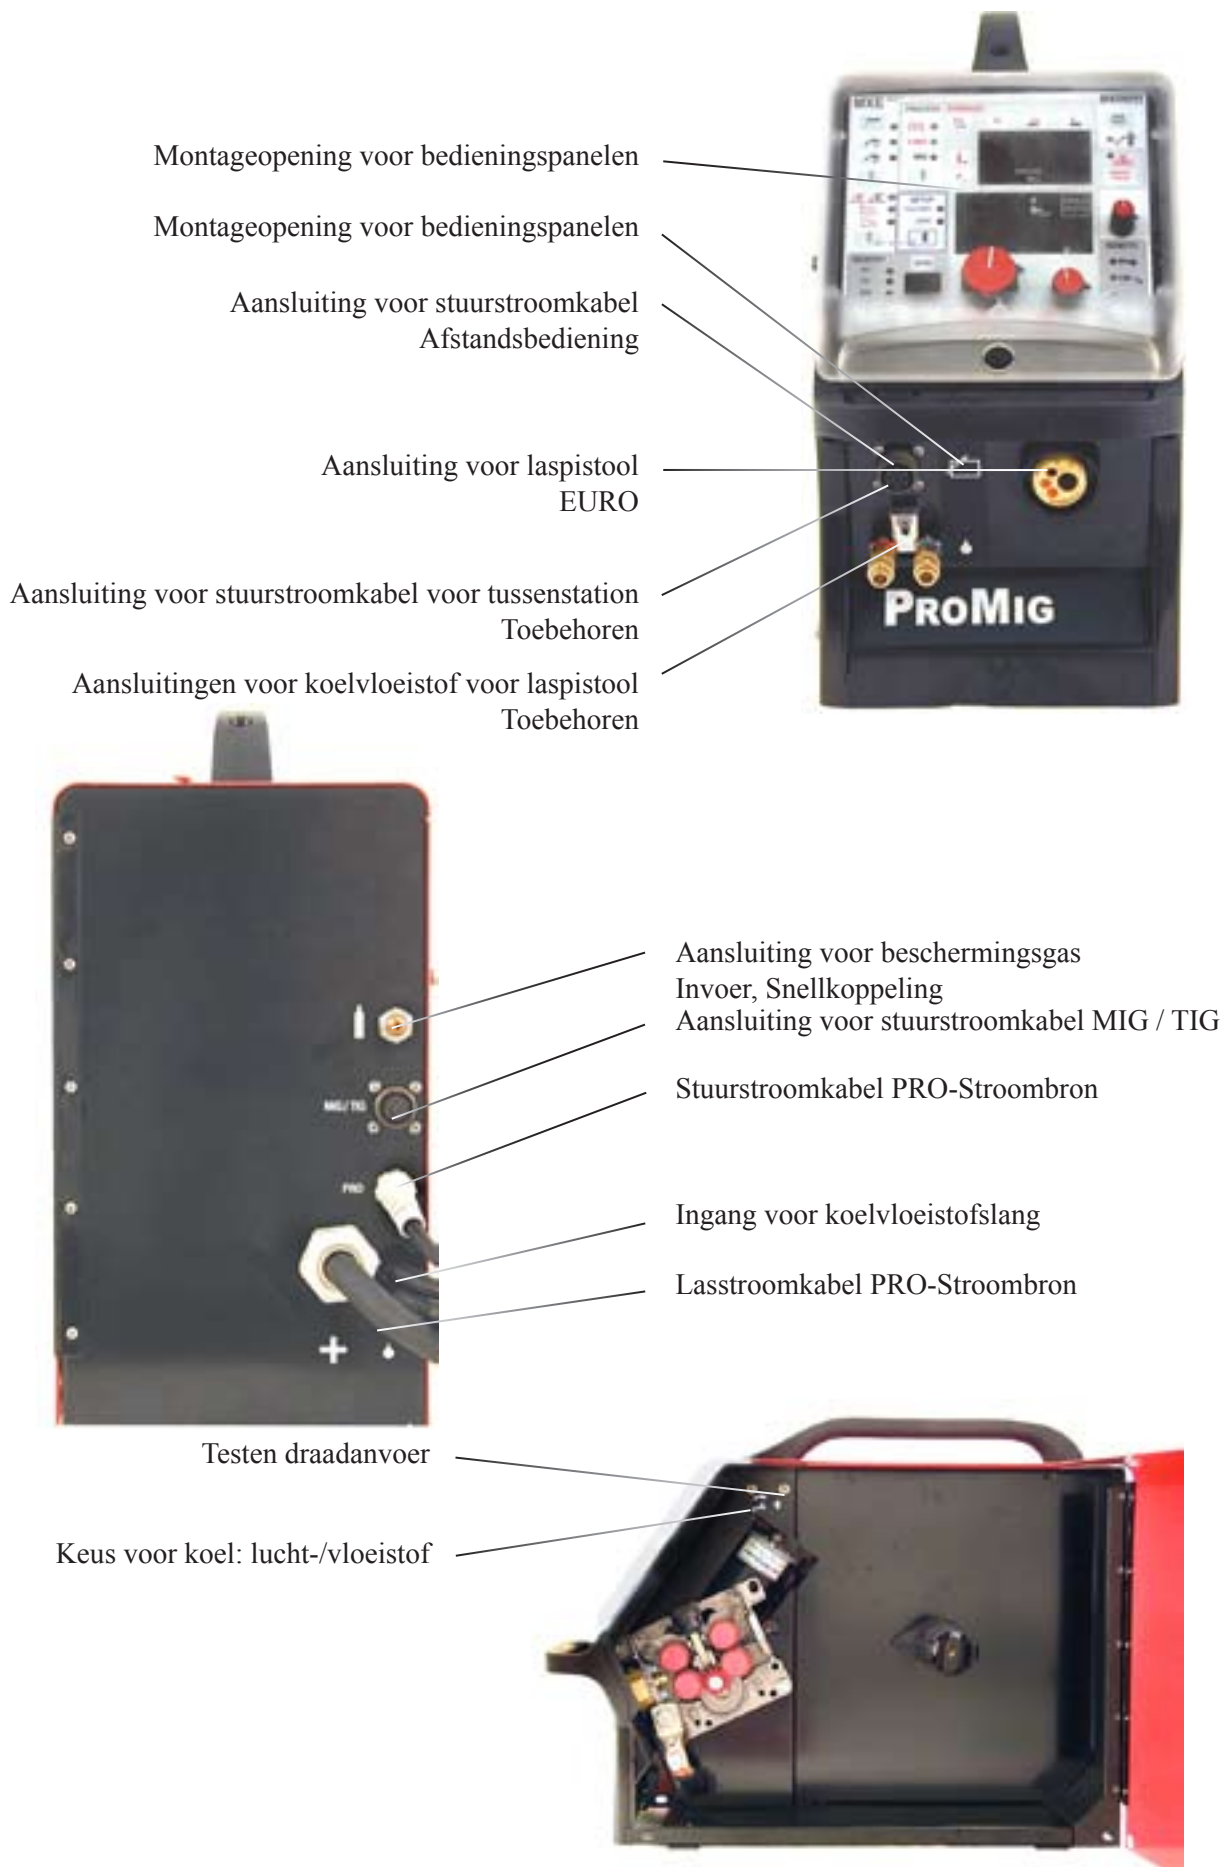 Montageopening voor bedieningspanelen
Montageopening voor bedieningspanelen
Aansluiting voor stuurstroomkabel
Afstandsbediening
Aansluiting voor laspistool
EURO
Aansluiting voor stuurstroomkabel voor tussenstation
Toebehoren
Aansluitingen voor koelvloeistof voor laspistool
Toebehoren
PROMIG
Aansluiting voor beschermingsgas
Invoer, Snellkoppeling
Aansluiting voor stuurstroomkabel MIG / TIG
Stuurstroomkabel PRO-Stroombron
Ingang voor koelvloeistofslang
Lasstroomkabel PRO-Stroombron
MIG / TIG
PRO
Testen draadanvoer
Keus voor koel: lucht-/vloeistof